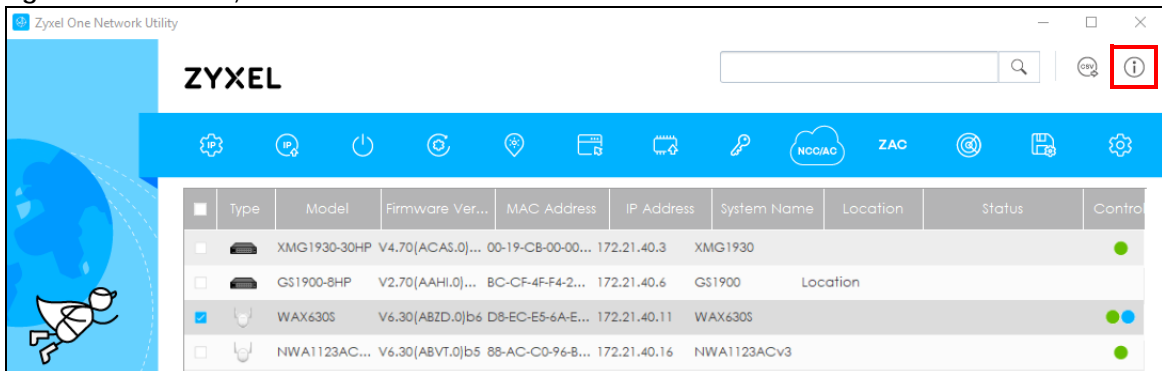 Zyxel One Network Utility
ZYXEL
CSV
IP IP NCC/AC ZAC
Type Model Firmware Ver... MAC Address IP Address System Name Location Status Control
XMG1930-30HP V4.70(ACAS.0)... 00-19-CB-00-00... 172.21.40.3 XMG1930
GS1900-8HP V2.70(AAHI.0)... BC-CF-4F-F4-2... 172.21.40.6 GS1900 Location
WAX630S V6.30(ABZD.0)b6 D8-EC-E5-6A-E... 172.21.40.11 WAX630S
NWA1123AC... V6.30(ABVT.0)b5 88-AC-C0-96-B... 172.21.40.16 NWA1123ACv3